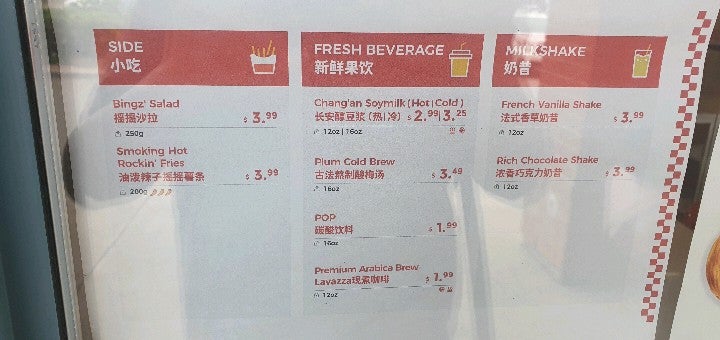 SIDE
小吃
Bingz' Salad
摇摇沙拉
$ 3.99
250g
Smoking Hot
Rockin' Fries
油泼辣子摇摇薯条
$ 3.99
200g
FRESH BEVERAGE
新鲜果饮
Chang'an Soymilk (Hot|Cold)
长安醇豆浆 (热|冷) $ 2.99|3.25
12oz | 16oz
Plum Cold Brew
古法熬制酸梅汤
$ 3.49
16oz
POP
碳酸饮料
$ 1.99
16oz
Premium Arabica Brew
Lavazza现煮咖啡
$ 1.99
12oz
MILKSHAKE
奶昔
French Vanilla Shake
法式香草奶昔
$ 3.99
12oz
Rich Chocolate Shake
浓香巧克力奶昔
$ 3.99
12oz